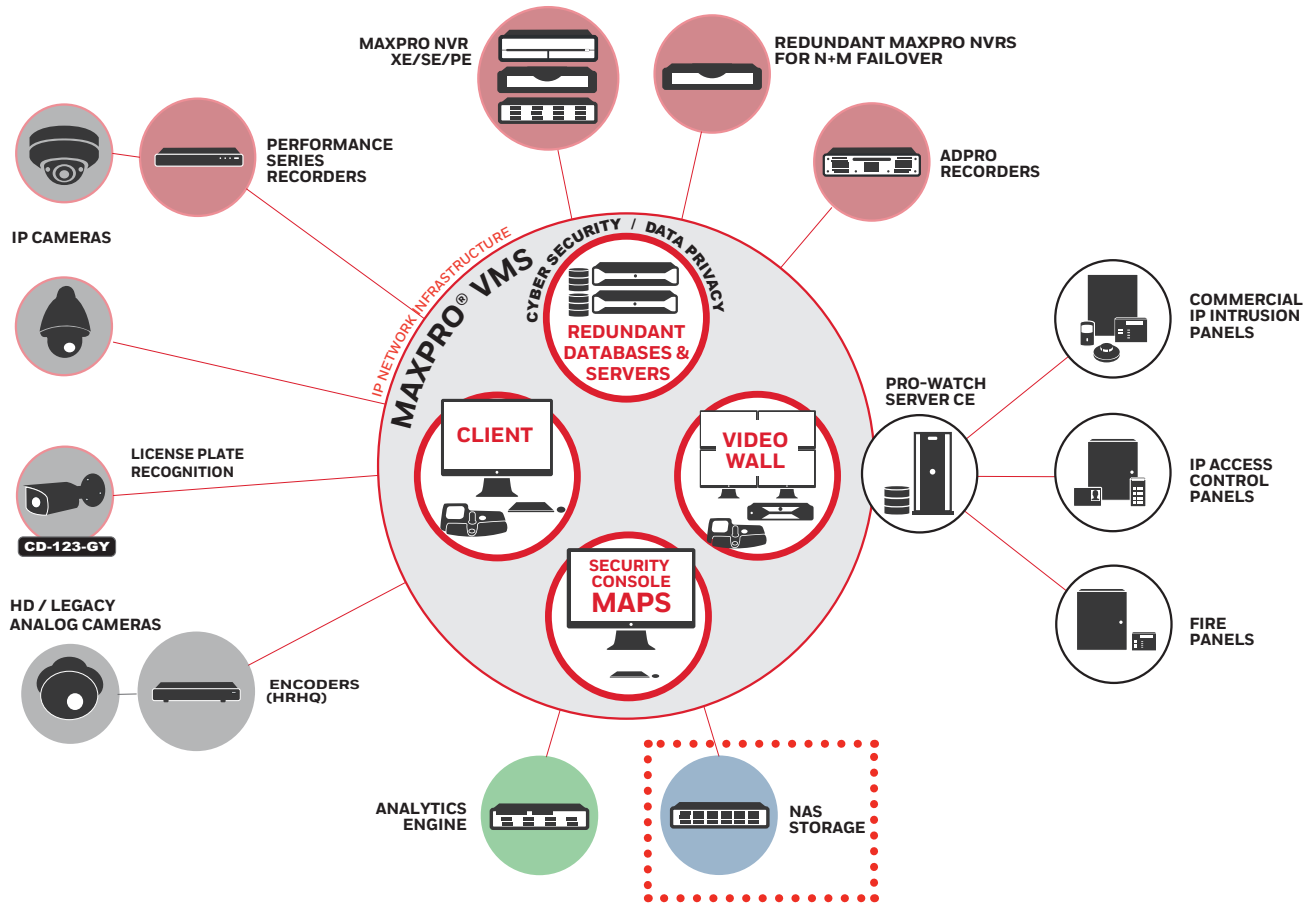 MAXPRO NVR
XE/SE/PE
REDUNDANT MAXPRO NVRS
FOR N+M FAILOVER
PERFORMANCE
SERIES
RECORDERS
ADPRO
RECORDERS
IP CAMERAS
IP NETWORK INFRASTRUCTURE
MAXPRO® VMS
CYBER SECURITY / DATA PRIVACY
REDUNDANT
DATABASES &
SERVERS
COMMERCIAL
IP INTRUSION
PANELS
PRO-WATCH
SERVER CE
CLIENT
VIDEO
WALL
LICENSE PLATE
RECOGNITION
CD-123-GY
IP ACCESS
CONTROL
PANELS
SECURITY
CONSOLE
MAPS
HD / LEGACY
ANALOG CAMERAS
ENCODERS
(HRHQ)
FIRE
PANELS
ANALYTICS
ENGINE
NAS
STORAGE